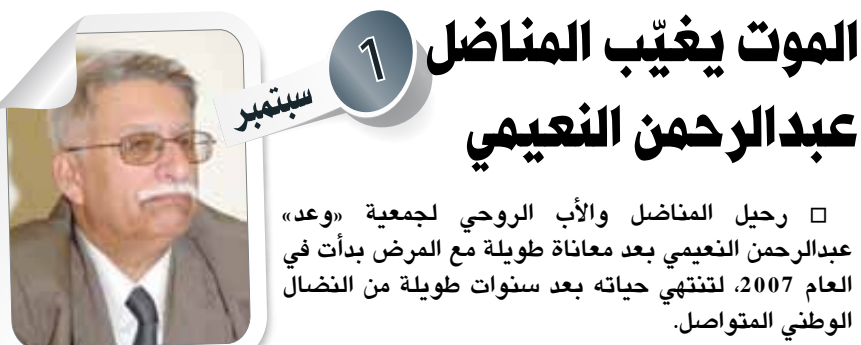 الموت يغيّب المناضل
عبدالرحمن النعيمي
1
سبتمبر
□ رحيل المناضل والأب الروحي لجمعية «وعد»
عبدالرحمن النعيمي بعد معاناة طويلة مع المرض بدأت في
العام 2007، لتنتهي حياته بعد سنوات طويلة من النضال
الوطني المتواصل.